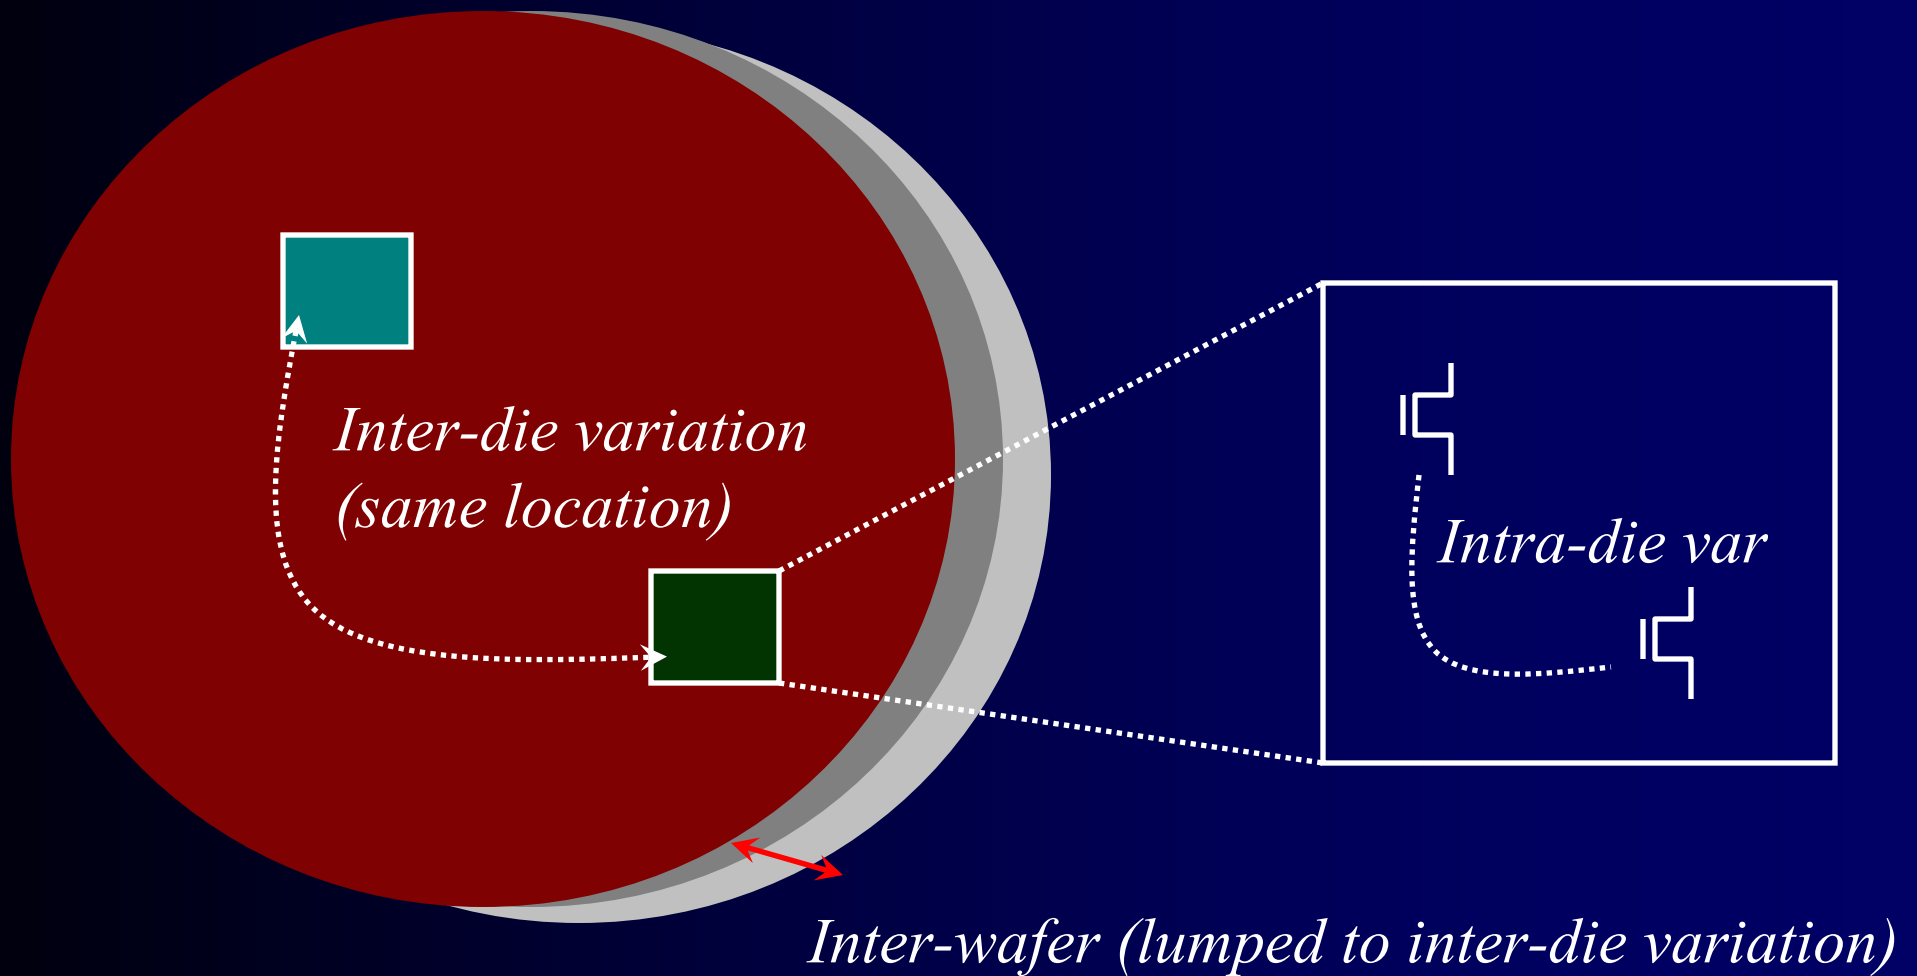 Inter-die variation
(same location)
Intra-die var
Inter-wafer (lumped to inter-die variation)